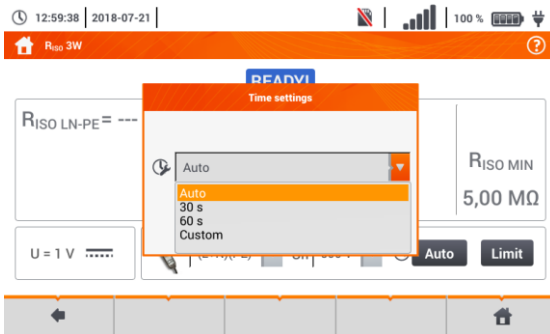 12:59:38 2018-07-21 100 %
RISO 3W
READY!
Time settings
RISO LN-PE= ---
Auto
Auto
30 s
60 s
Custom
RISO MIN
5,00 MΩ
U = 1 V
Auto
Limit